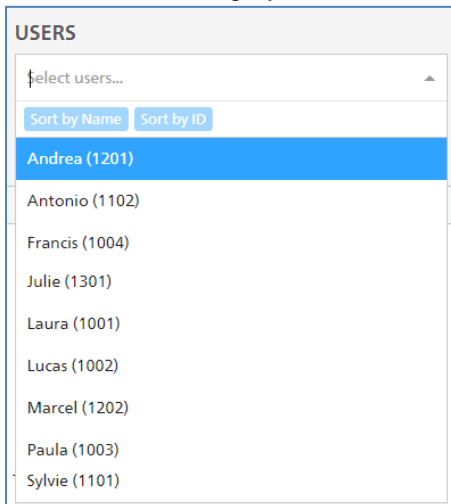 USERS
Select users...
Sort by Name Sort by ID
Andrea (1201)
Antonio (1102)
Francis (1004)
Julie (1301)
Laura (1001)
Lucas (1002)
Marcel (1202)
Paula (1003)
Sylvie (1101)